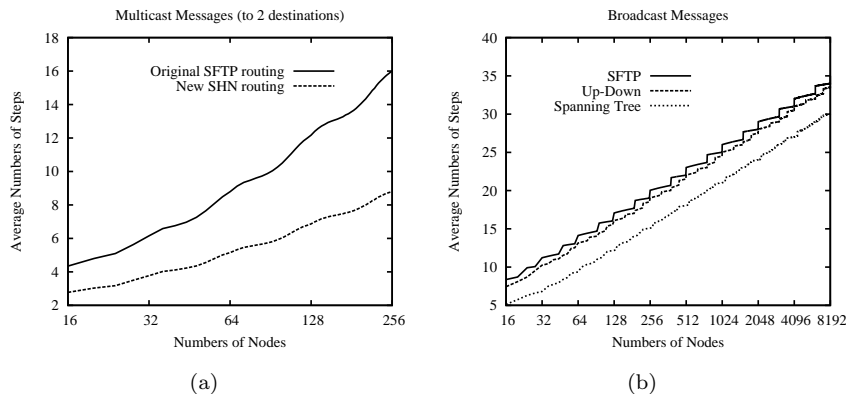 Multicast Messages (to 2 destinations)
18
16
14
12
10
8
6
4
2
Average Numbers of Steps
Original SFTP routing
New SHN routing
16 32 64 128 256
Numbers of Nodes
(a)
Broadcast Messages
40
35
30
25
20
15
10
5
Average Numbers of Steps
SFTP
Up-Down
Spanning Tree
16 32 64 128 256 512 1024 2048 4096 8192
Numbers of Nodes
(b)